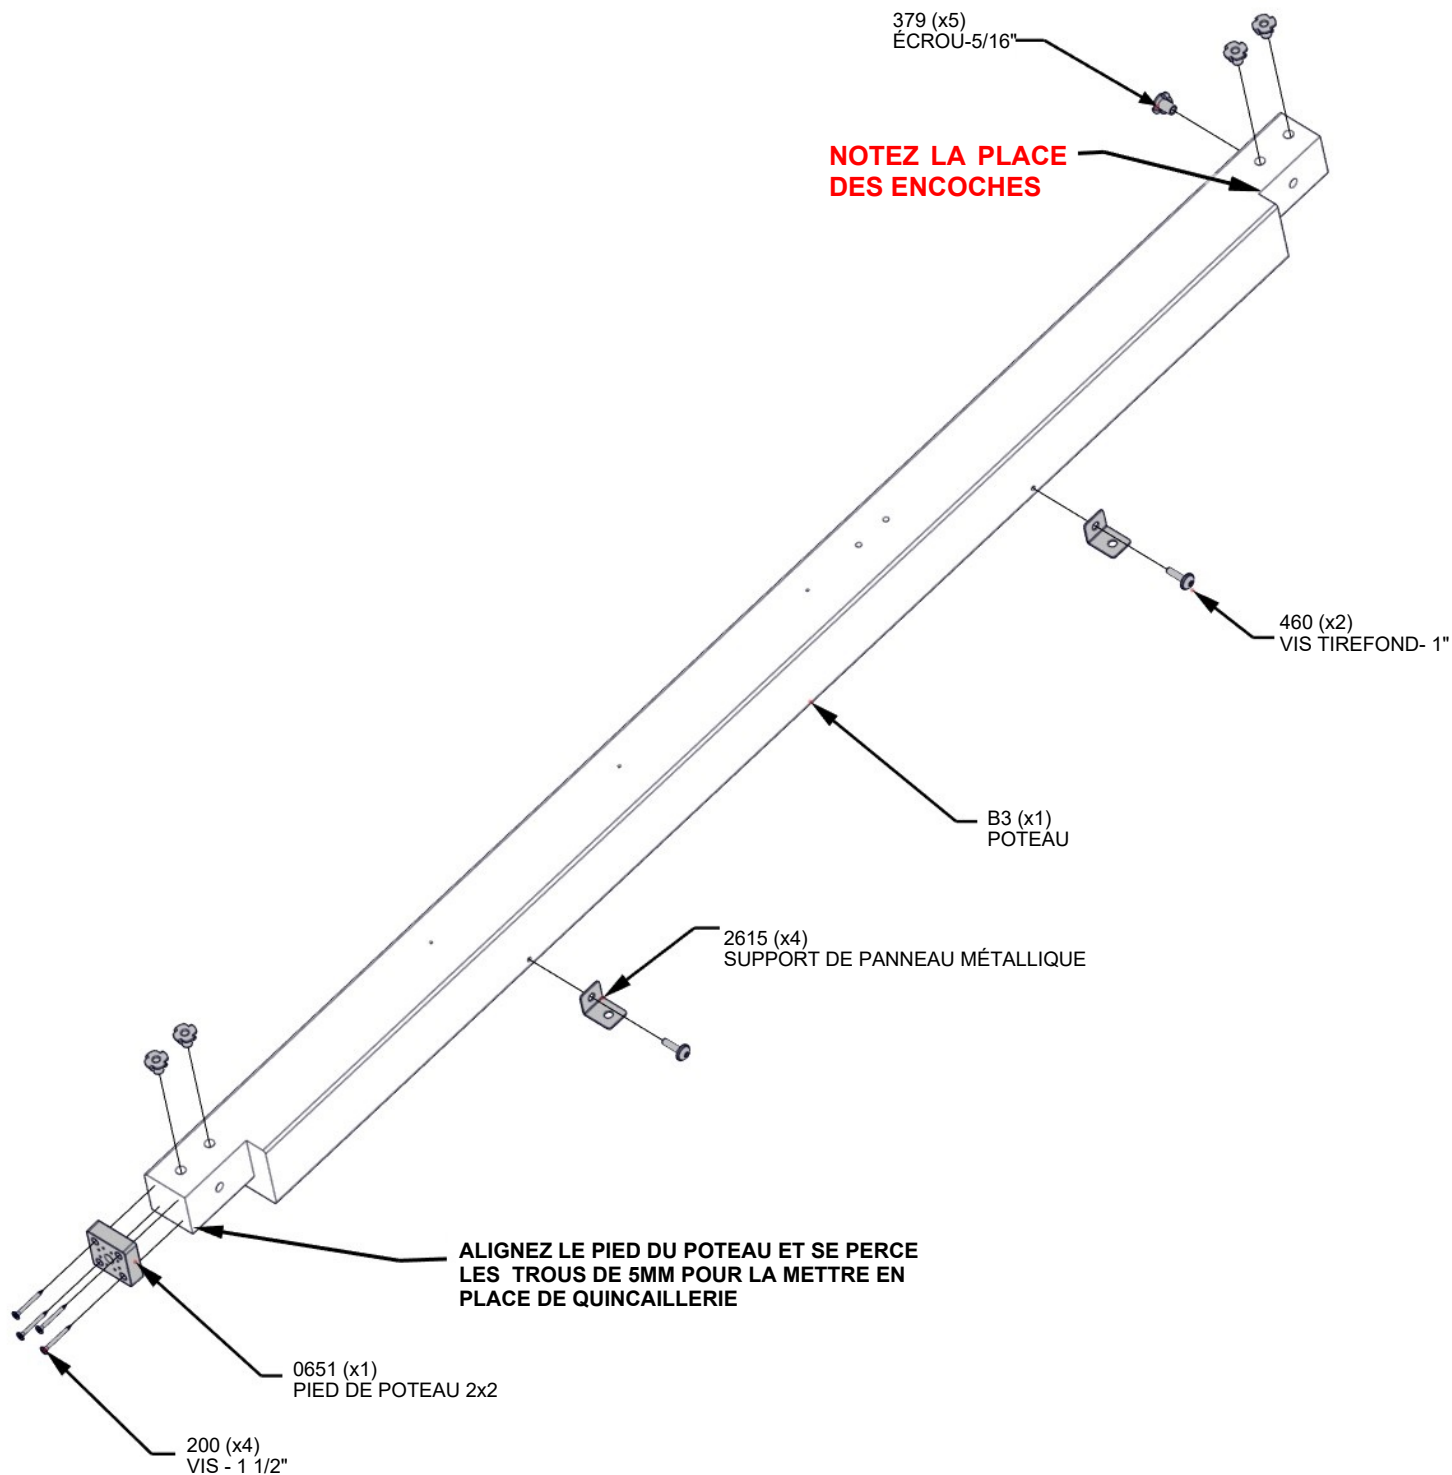 379 (x5)
ÉCROU-5/16"
NOTEZ LA PLACE
DES ENCOCHES
460 (x2)
VIS TIREFOND- 1"
B3 (x1)
POTEAU
2615 (x4)
SUPPORT DE PANNEAU MÉTALLIQUE
ALIGNEZ LE PIED DU POTEAU ET SE PERCE
LES TROUS DE 5MM POUR LA METTRE EN
PLACE DE QUINCAILLERIE
0651 (x1)
PIED DE POTEAU 2x2
200 (x4)
VIS - 1 1/2"